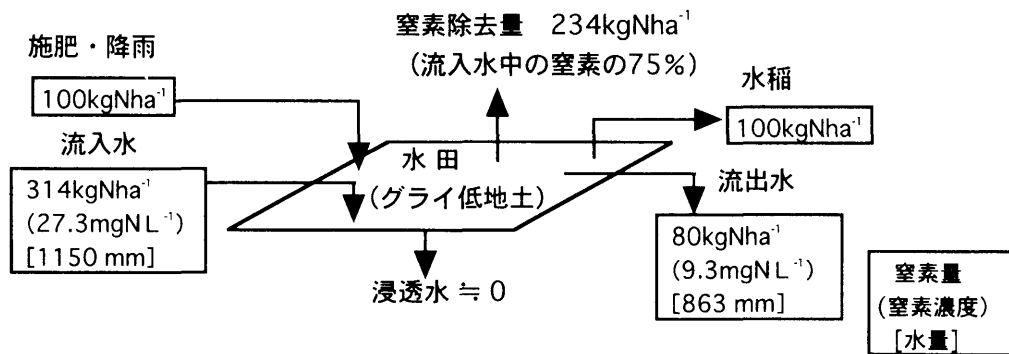 施肥・降雨
100kgNha⁻¹
流入水
314kgNha⁻¹
(27.3mgN L⁻¹)
[1150 mm]
窒素除去量 234kgNha⁻¹
(流入水中の窒素の75%)
水田
(グライ低地土)
浸透水 ≒ 0
水稲
100kgNha⁻¹
流出水
80kgNha⁻¹
(9.3mgN L⁻¹)
[863 mm]
窒素量
(窒素濃度)
[水量]